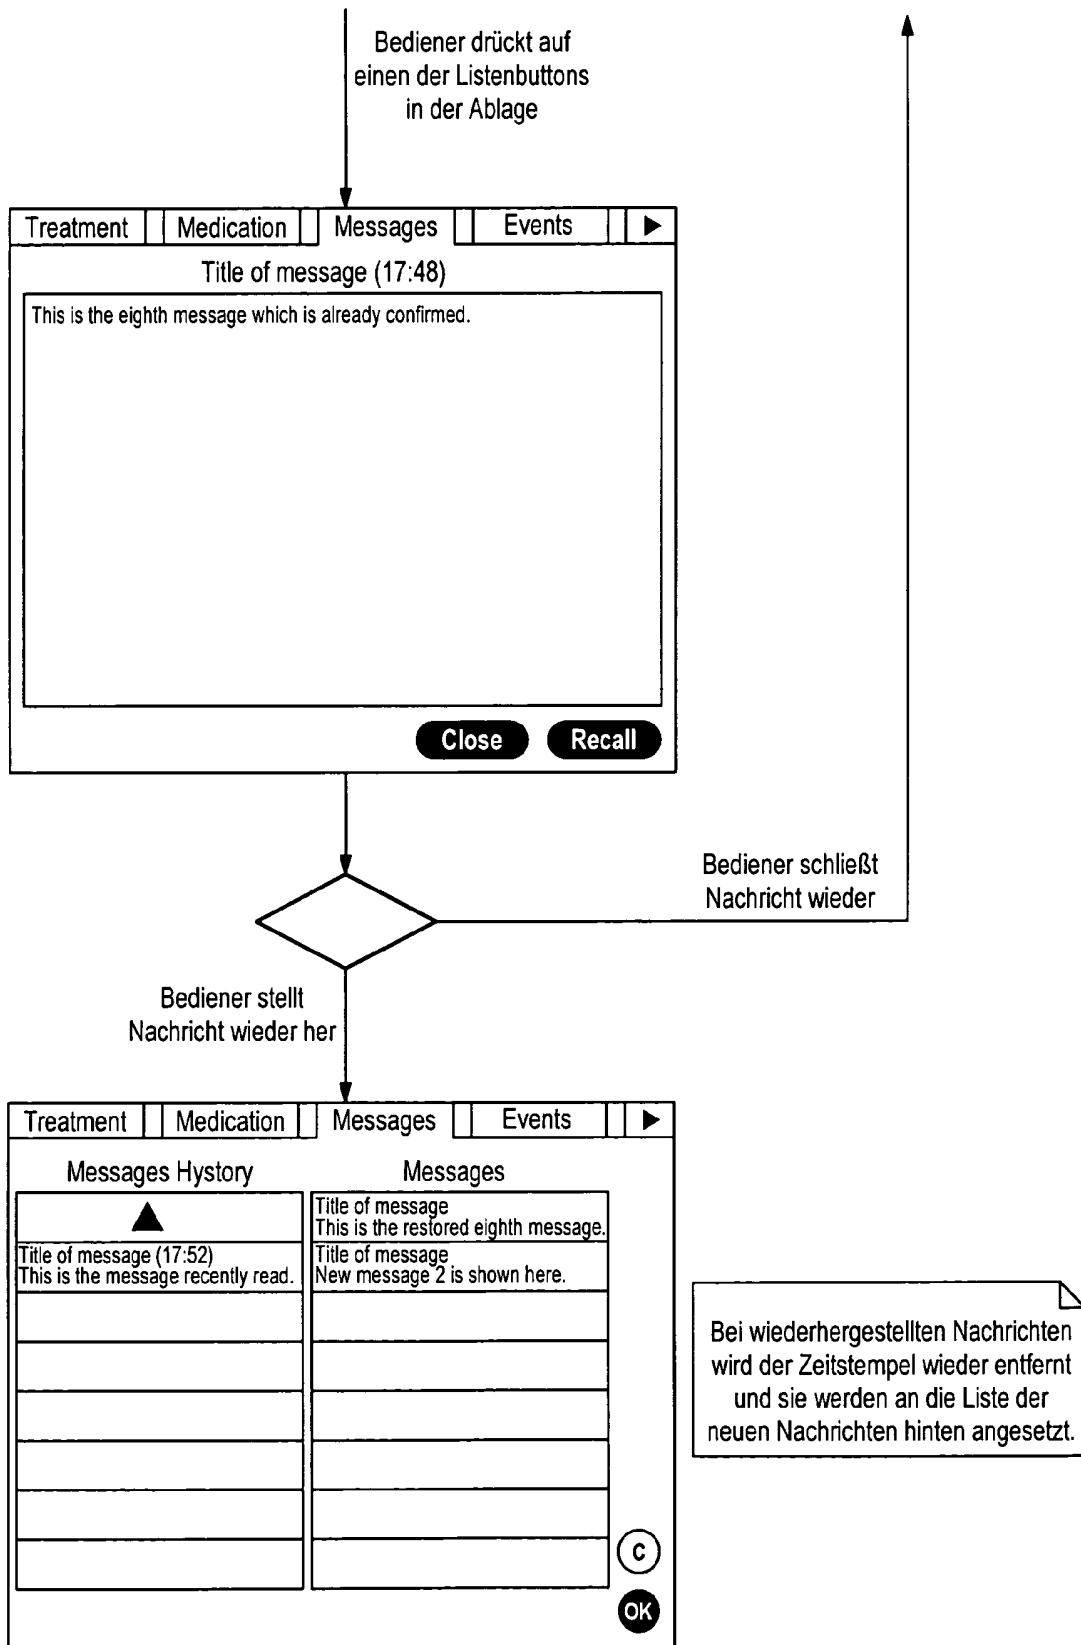 Bediener drückt auf
einen der Listenbuttons
in der Ablage
Treatment Medication Messages Events
Title of message (17:48)
This is the eighth message which is already confirmed.
Close Recall
Bediener schließt
Nachricht wieder
Bediener stellt
Nachricht wieder her
Treatment Medication Messages Events
Messages Hystory Messages
Title of message
This is the restored eighth message.
Title of message (17:52)
This is the message recently read.
Title of message
New message 2 is shown here.
Bei wiederhergestellten Nachrichten
wird der Zeitstempel wieder entfernt
und sie werden an die Liste der
neuen Nachrichten hinten angesetzt.
C
OK